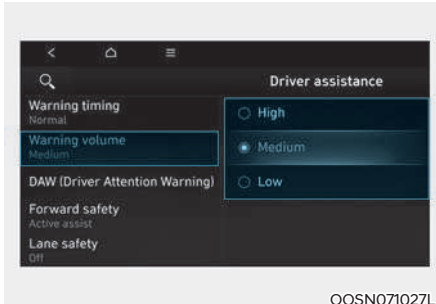 Driver assistance
Warning timing
Normal
Warning volume
Medium
DAW (Driver Attention Warning)
Forward safety
Active assist
Lane safety
Off
High
Medium
Low
OOSN071027L